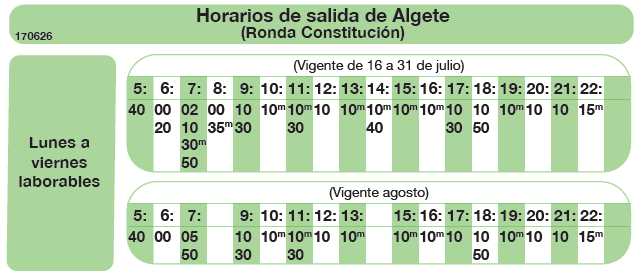 Horarios de salida de Algete
(Ronda Constitución)
170626
Lunes a
viernes
laborables
(Vigente de 16 a 31 de julio)
5: 6: 7: 8: 9: 10: 11: 12: 13: 14: 15: 16: 17: 18: 19: 20: 21: 22:
40 00 02 00 10 10m 10m 10 10m 10m 10m 10m 10 10 10m 10 10 15m
20 10 35m 30 30 40 30 50
30m
50
(Vigente agosto)
5: 6: 7: 9: 10: 11: 12: 13: 15: 16: 17: 18: 19: 20: 21: 22:
40 00 05 10 10m 10m 10 10m 10m 10m 10 10 10m 10 10 15m
50 30 30 50